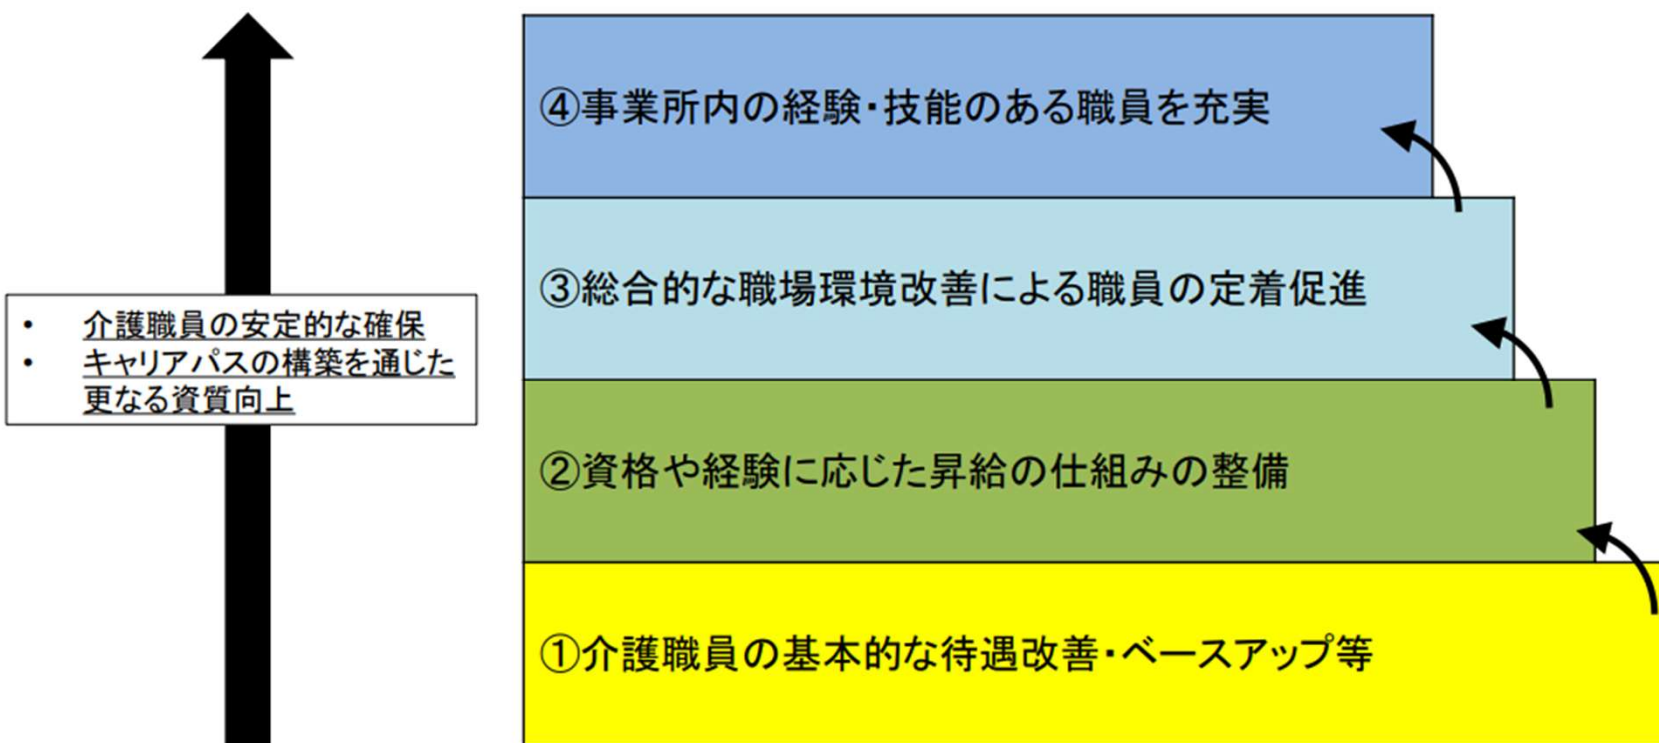 ④事業所内の経験・技能のある職員を充実
③総合的な職場環境改善による職員の定着促進
• 介護職員の安定的な確保
• キャリアパスの構築を通じた
更なる資質向上
②資格や経験に応じた昇給の仕組みの整備
①介護職員の基本的な待遇改善・ベースアップ等